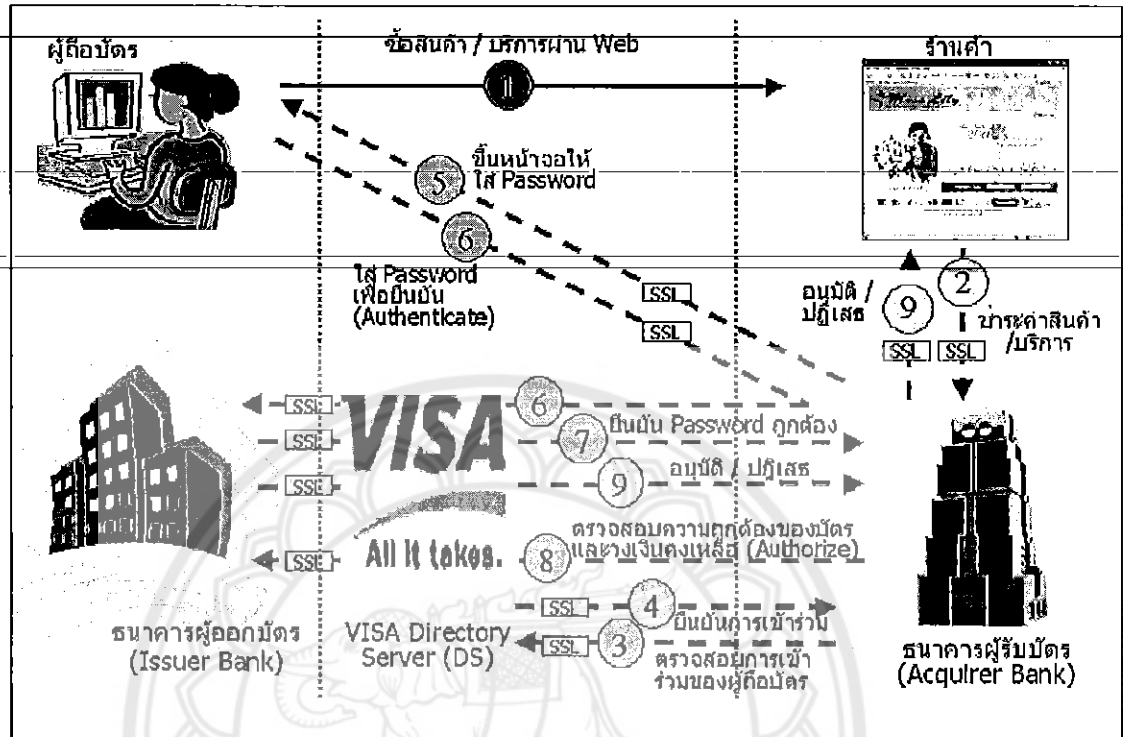 ผู้ถือบัตร
ซื้อสินค้า / บริการผ่าน Web
ร้านค้า
1
5
ขึ้นหน้าจอให้
ใส่ Password
6
ใส่ Password
เพื่อยืนยัน
(Authenticate)
SSL
SSL
อนุมัติ /
ปฏิเสธ
9
2
ชำระค่าสินค้า
/บริการ
SSL
SSL
SSL
VISA
6
SSL
7
ยืนยัน Password ถูกต้อง
SSL
9
อนุมัติ / ปฏิเสธ
All it takes.
SSL
8
ตรวจสอบความถูกต้องของบัตร
และวงเงินคงเหลือ (Authorize)
SSL
4
ยืนยันการเข้าร่วม
SSL
3
ตรวจสอบการเข้า
ร่วมของผู้ถือบัตร
ธนาคารผู้ออกบัตร
(Issuer Bank)
VISA Directory
Server (DS)
ธนาคารผู้รับบัตร
(Acquirer Bank)